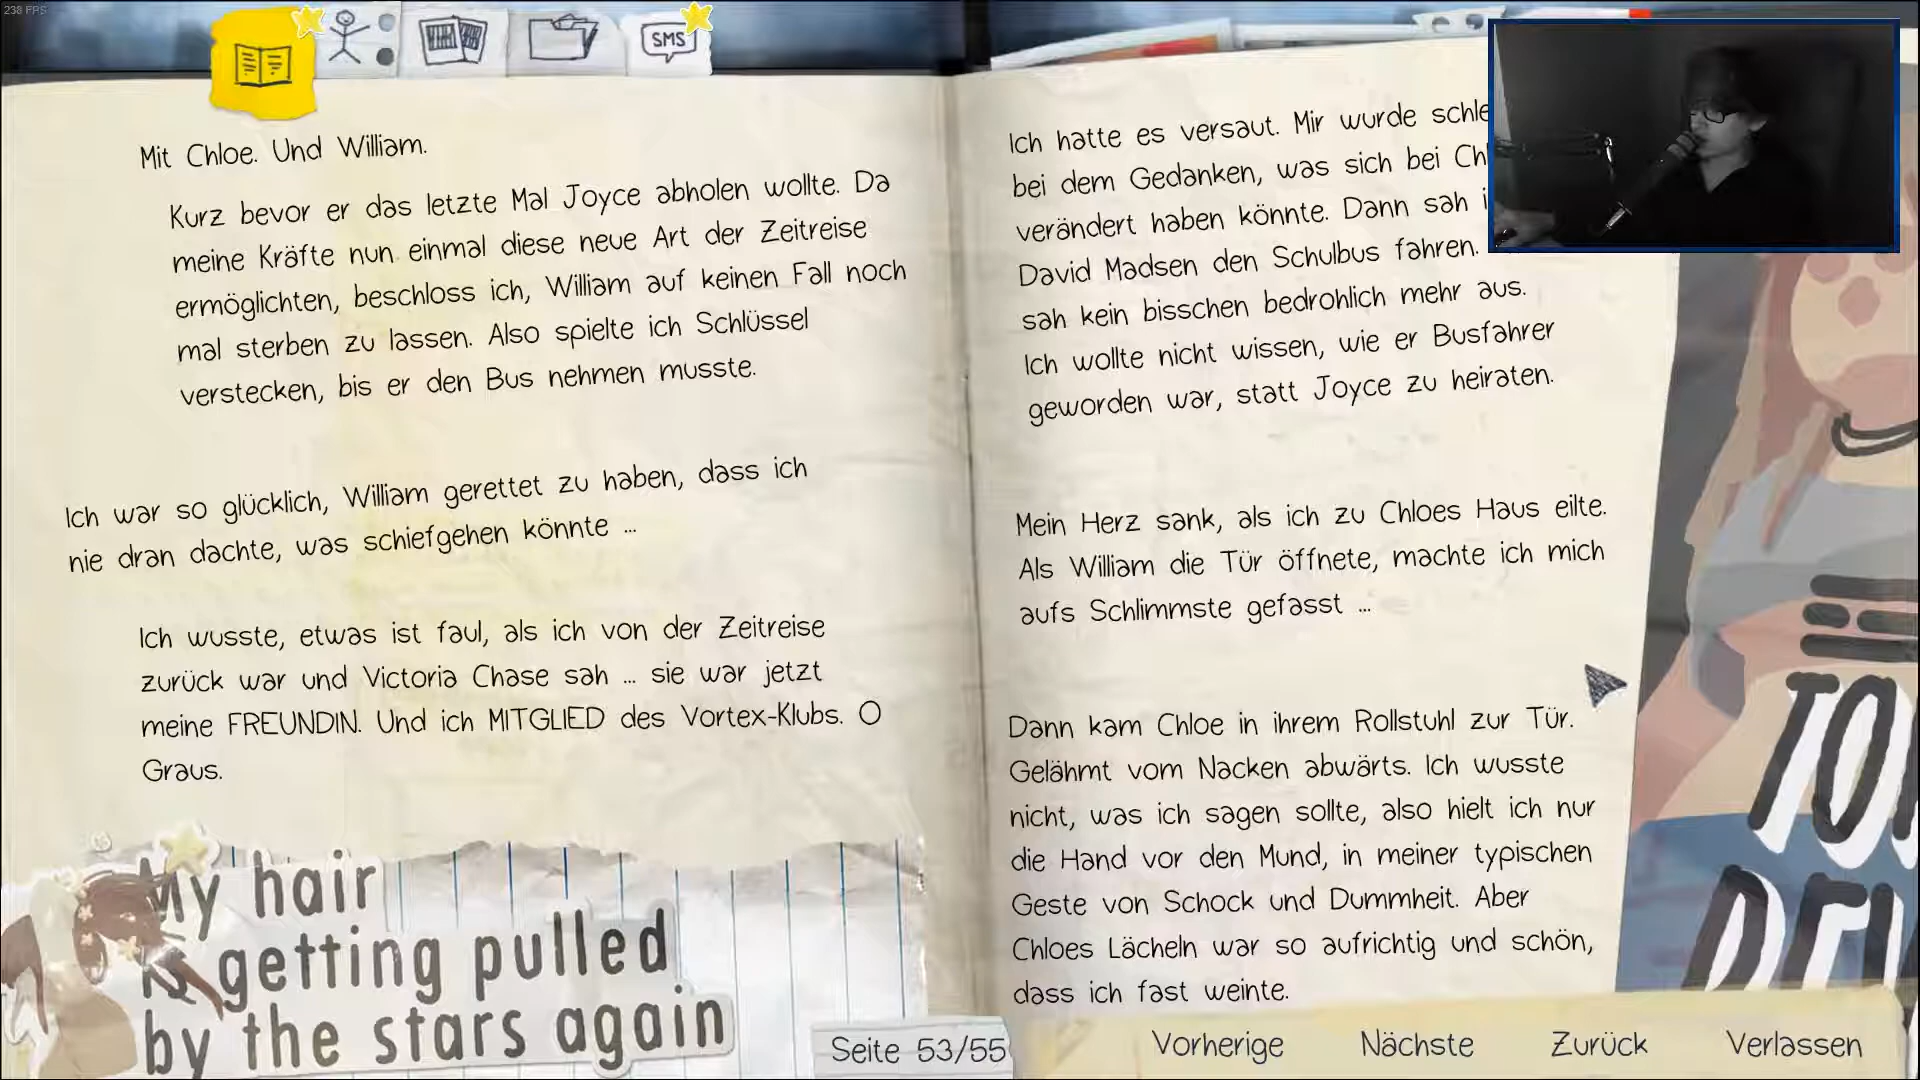 238 FPS
SMS
Mit Chloe. Und William.
Kurz bevor er das letzte Mal Joyce abholen wollte. Da
meine Kräfte nun einmal diese neue Art der Zeitreise
ermöglichten, beschloss ich, William auf keinen Fall noch
mal sterben zu lassen. Also spielte ich Schlüssel
verstecken, bis er den Bus nehmen musste.
Ich war so glücklich, William gerettet zu haben, dass ich
nie dran dachte, was schiefgehen könnte ...
Ich wusste, etwas ist faul, als ich von der Zeitreise
zurück war und Victoria Chase sah ... sie war jetzt
meine FREUNDIN. Und ich MITGLIED des Vortex-Klubs. O
Graus.
My hair
is getting pulled
by the stars again
Ich hatte es versaut. Mir wurde schle
bei dem Gedanken, was sich bei Ch
verändert haben könnte. Dann sah i
David Madsen den Schulbus fahren.
sah kein bisschen bedrohlich mehr aus.
Ich wollte nicht wissen, wie er Busfahrer
geworden war, statt Joyce zu heiraten.
Mein Herz sank, als ich zu Chloes Haus eilte.
Als William die Tür öffnete, machte ich mich
aufs Schlimmste gefasst ...
Dann kam Chloe in ihrem Rollstuhl zur Tür.
Gelähmt vom Nacken abwärts. Ich wusste
nicht, was ich sagen sollte, also hielt ich nur
die Hand vor den Mund, in meiner typischen
Geste von Schock und Dummheit. Aber
Chloes Lächeln war so aufrichtig und schön,
dass ich fast weinte.
Seite 53/55
Vorherige
Nächste
Zurück
Verlassen